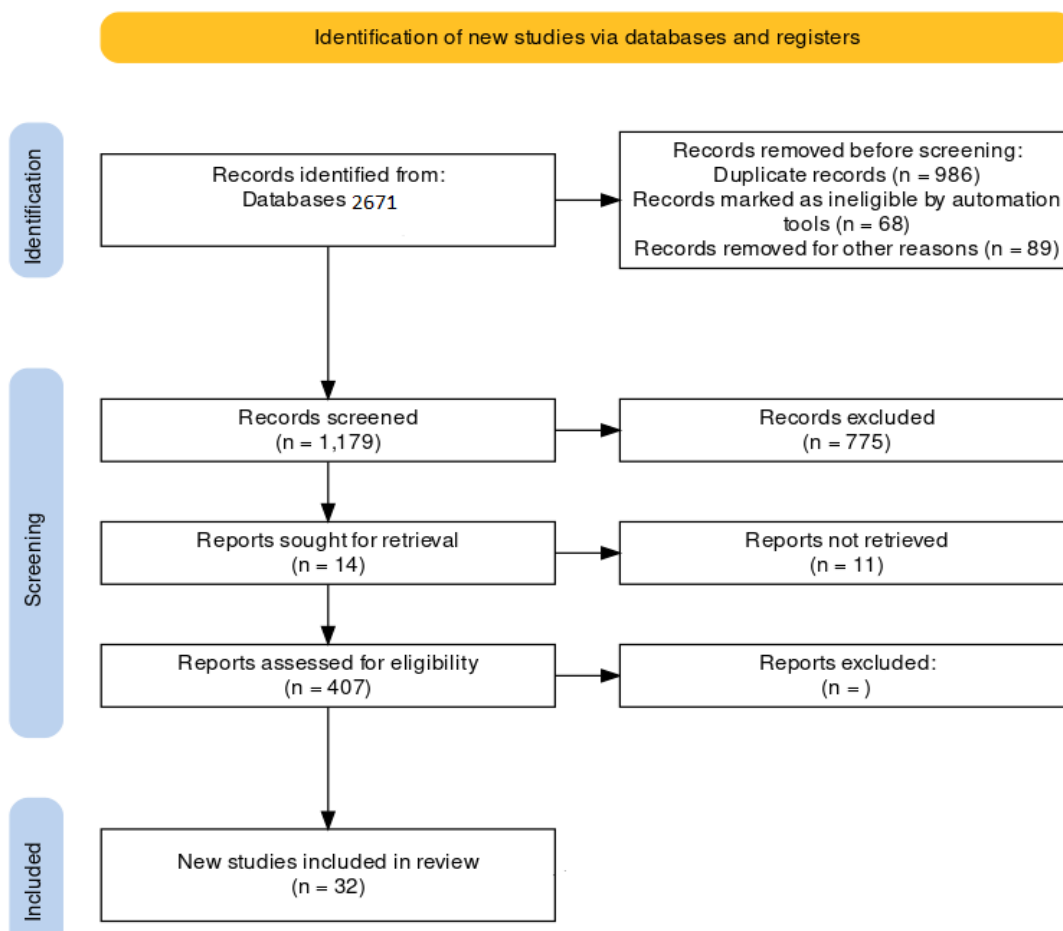 Identification of new studies via databases and registers
Identification
Records identified from:
Databases 2671
Records removed before screening:
Duplicate records (n = 986)
Records marked as ineligible by automation
tools (n = 68)
Records removed for other reasons (n = 89)
Screening
Records screened
(n = 1,179)
Records excluded
(n = 775)
Reports sought for retrieval
(n = 14)
Reports not retrieved
(n = 11)
Reports assessed for eligibility
(n = 407)
Reports excluded:
(n = )
Included
New studies included in review
(n = 32)